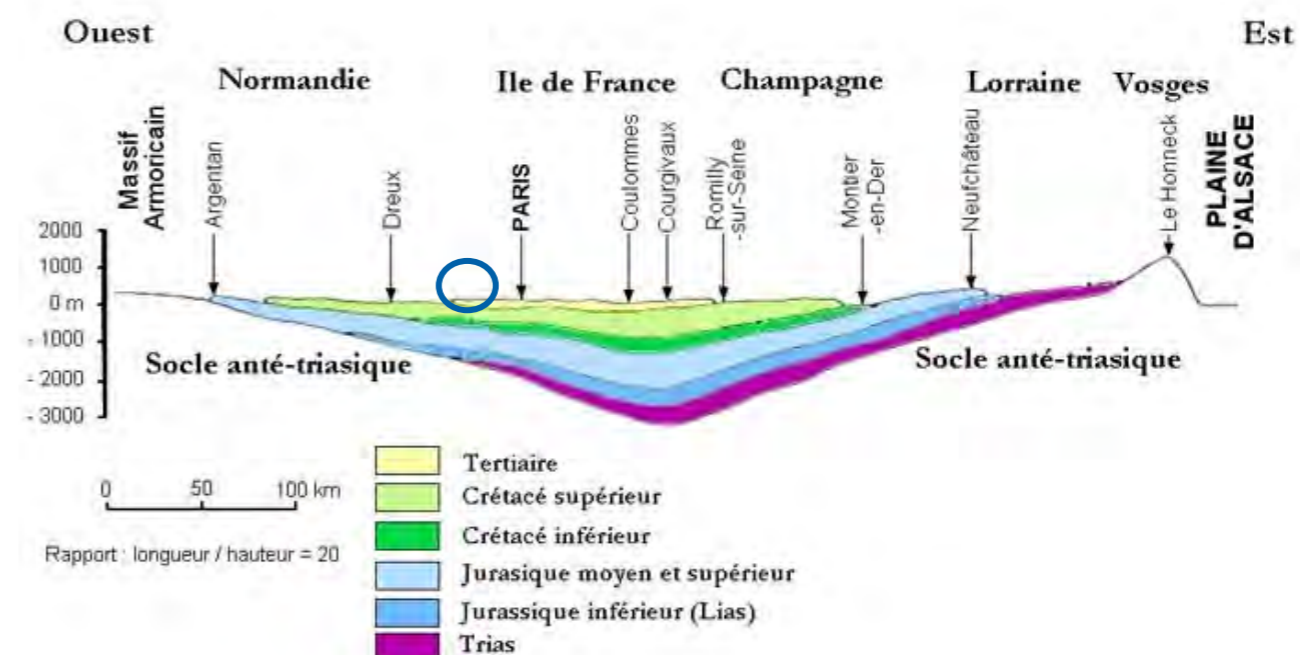 Ouest
Est
Normandie
Ile de France
Champagne
Lorraine
Vosges
Massif
Armoricain
Argentan
Dreux
PARIS
Coulommes
Courgivaux
Romilly
-sur-Seine
Montier
-en-Der
Neufchâteau
Le Honneck
PLAINE
D'ALSACE
2000
1000
0 m
- 1000
- 2000
- 3000
Socle anté-triasique
Socle anté-triasique
0 50 100 km
Rapport : longueur / hauteur = 20
Tertiaire
Crétacé supérieur
Crétacé inférieur
Jurasique moyen et supérieur
Jurassique inférieur (Lias)
Trias